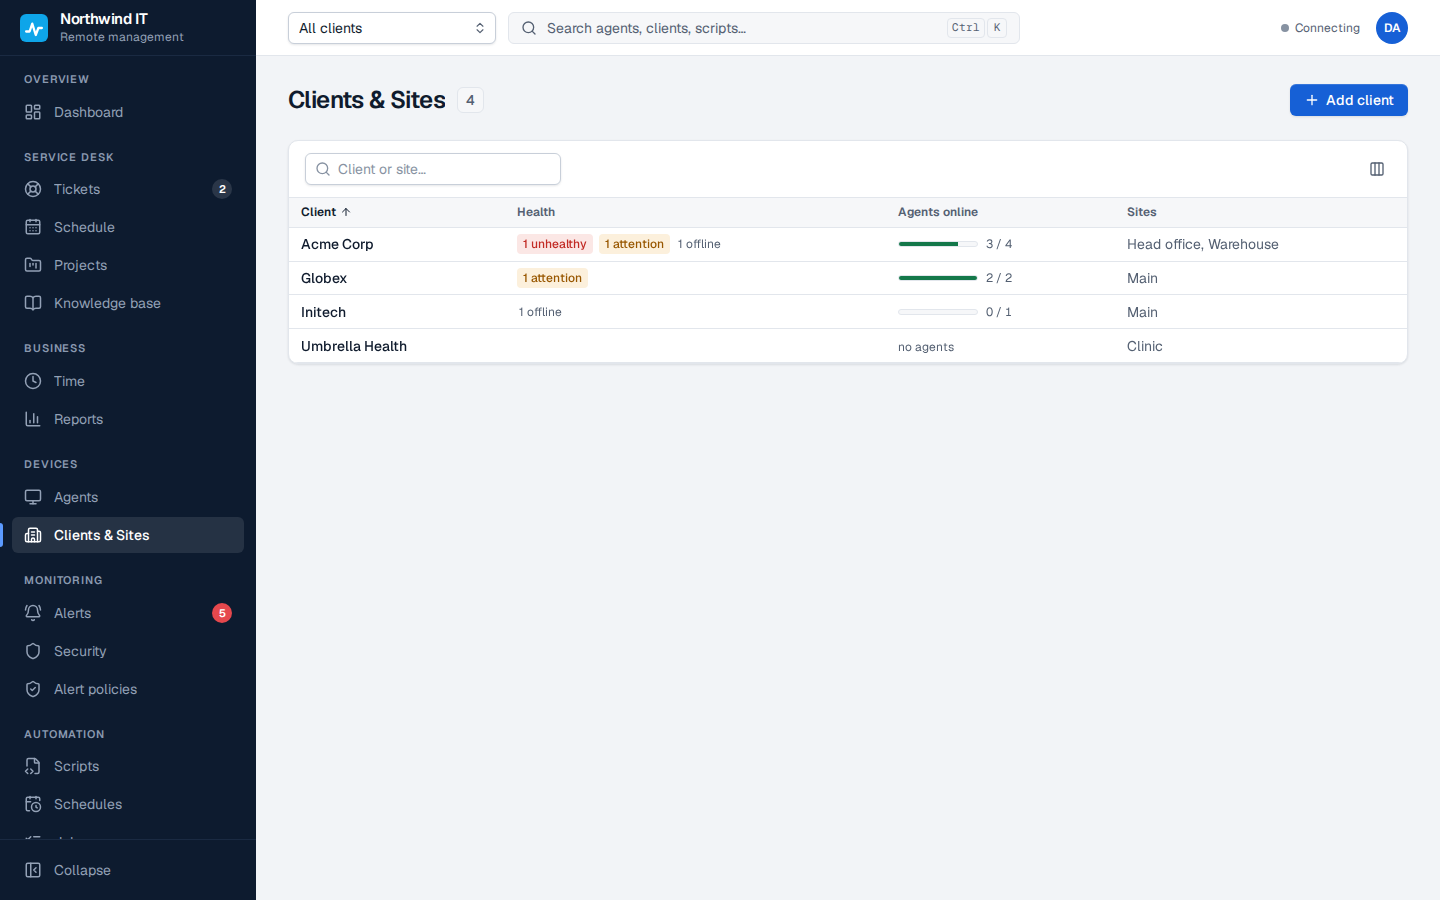 Northwind IT
Remote management
All clients
Search agents, clients, scripts...
Ctrl K
Connecting
DA
OVERVIEW
Dashboard
SERVICE DESK
Tickets 2
Schedule
Projects
Knowledge base
BUSINESS
Time
Reports
DEVICES
Agents
Clients & Sites
MONITORING
Alerts 5
Security
Alert policies
AUTOMATION
Scripts
Schedules
Collapse
Clients & Sites 4
Add client
Client or site...
Client Health Agents online Sites
Acme Corp 1 unhealthy 1 attention 1 offline 3 / 4 Head office, Warehouse
Globex 1 attention 2 / 2 Main
Initech 1 offline 0 / 1 Main
Umbrella Health no agents Clinic